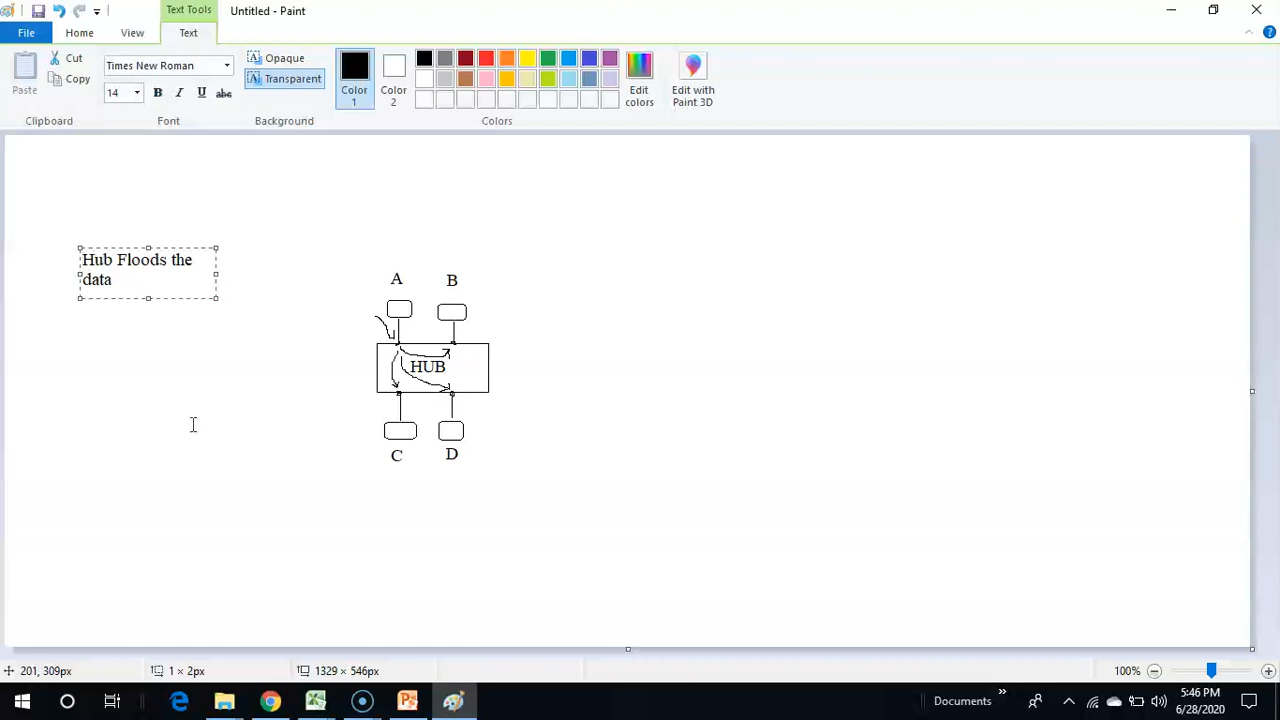 Text Tools
Untitled - Paint
File
Home
View
Text
Paste
Cut
Copy
Clipboard
Times New Roman
14
B I U abc
Font
Opaque
Transparent
Background
Color 1
Color 2
Edit colors
Edit with Paint 3D
Colors
Hub Floods the
data
A
B
HUB
C
D
201, 309px
1 × 2px
1329 × 546px
100%
Documents
5:46 PM
6/28/2020